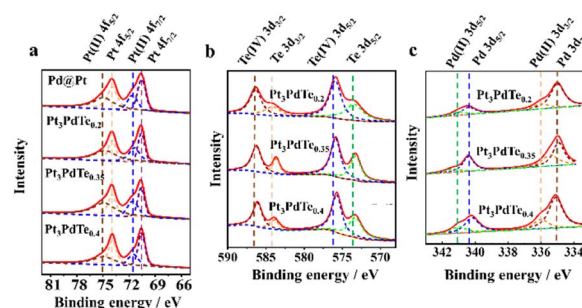 a
Pt(II) 4f5/2
Pt 4f5/2
Pt(II) 4f7/2
Pt 4f7/2
Pd@Pt
Pt3PdTe0.2
Pt3PdTe0.35
Pt3PdTe0.4
Intensity
81 78 75 72 69 66
Binding energy / eV
b
Te(IV) 3d3/2
Te 3d3/2
Te(IV) 3d5/2
Te 3d5/2
Pt3PdTe0.2
Pt3PdTe0.35
Pt3PdTe0.4
Intensity
590 585 580 575 570
Binding energy / eV
c
Pd(II) 3d3/2
Pd 3d3/2
Pd 3d5/2
Pt3PdTe0.2
Pt3PdTe0.35
Pt3PdTe0.4
Intensity
342 340 338 336 334
Binding energy / eV